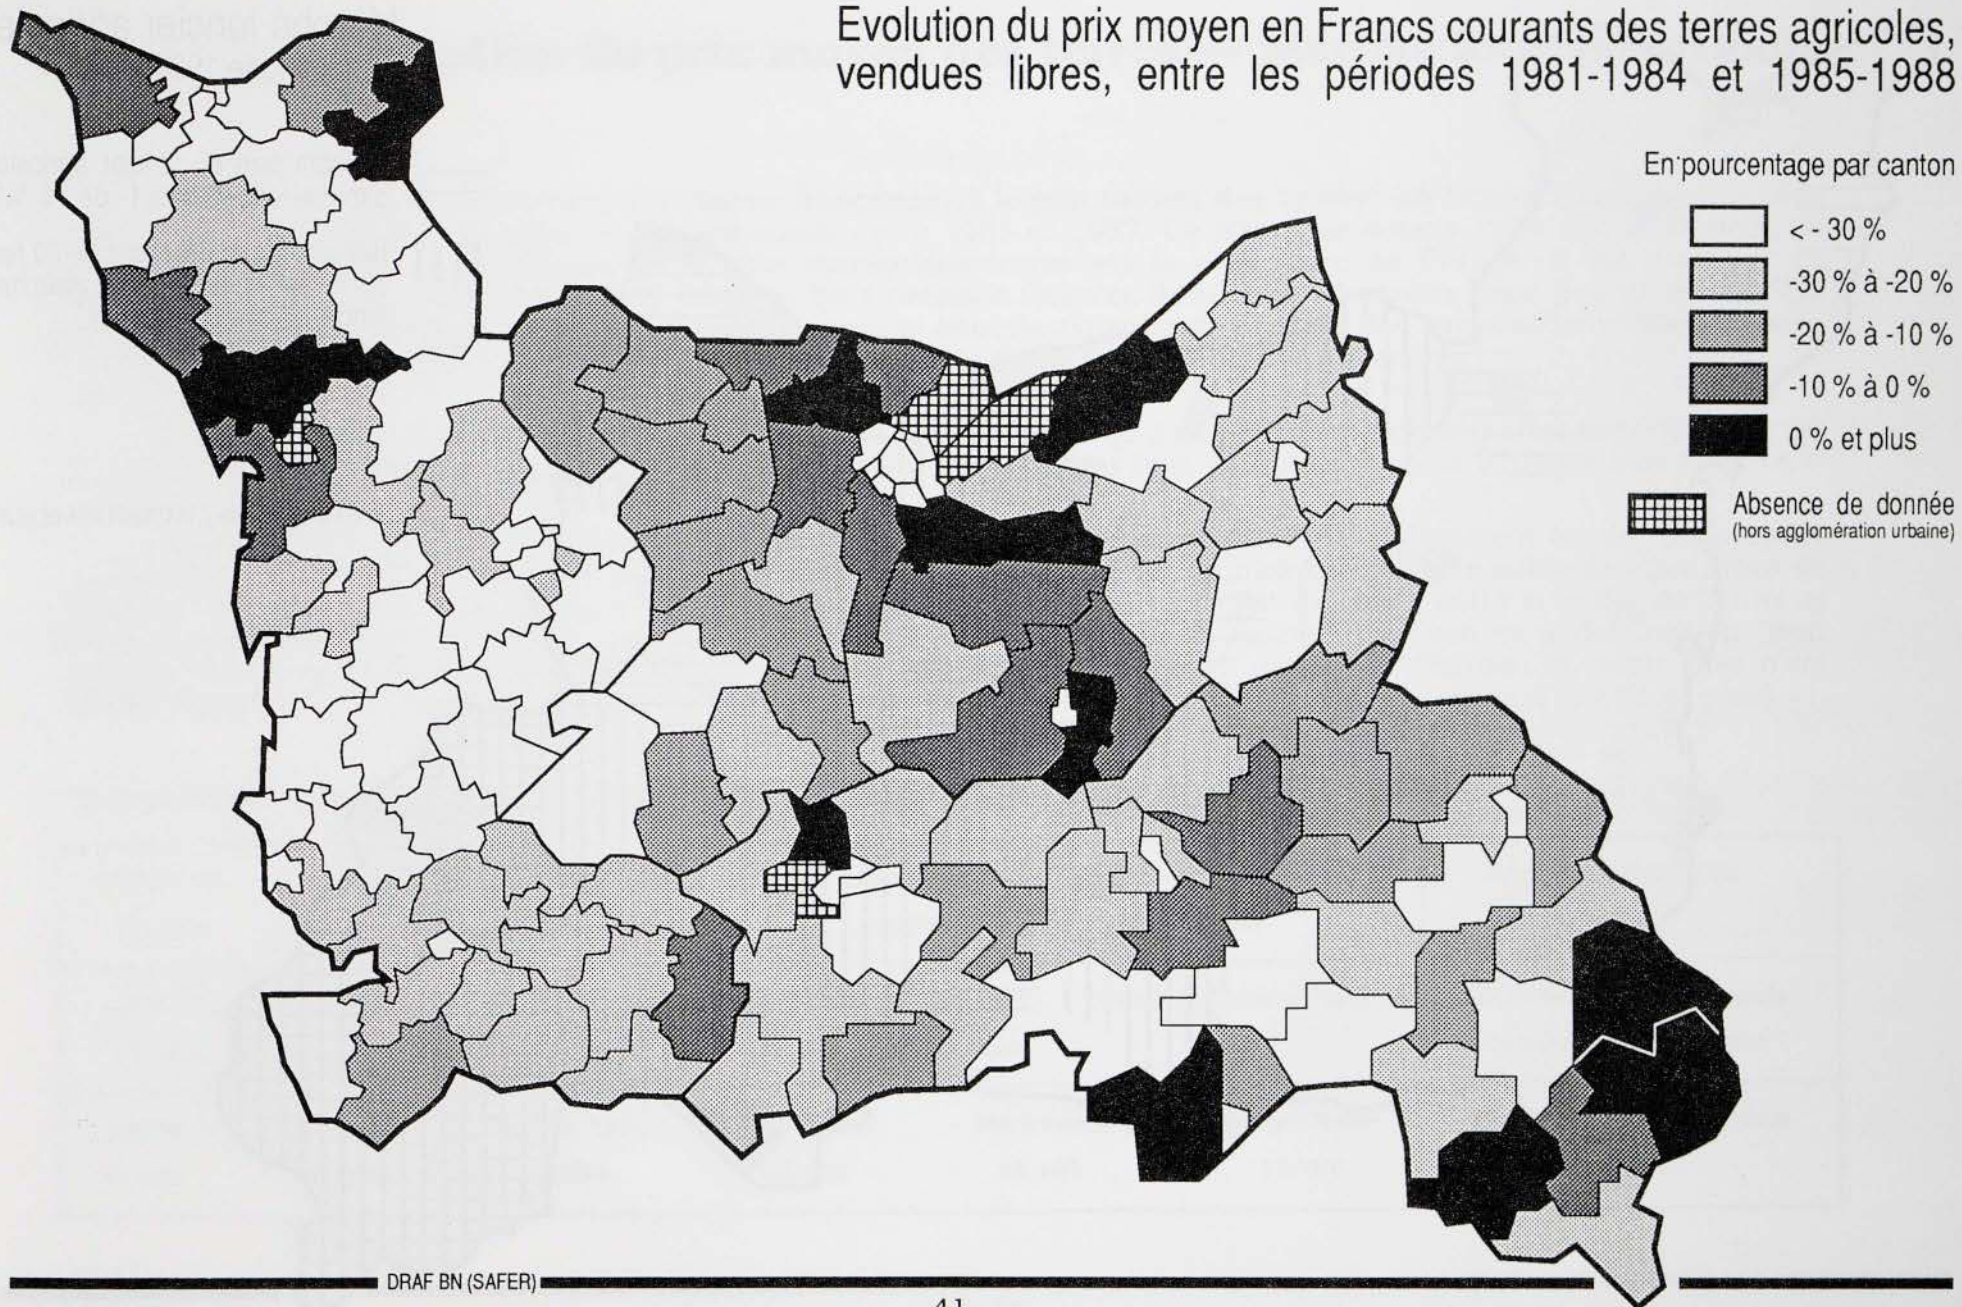 Evolution du prix moyen en Francs courants des terres agricoles,
vendues libres, entre les périodes 1981-1984 et 1985-1988
En pourcentage par canton
< - 30 %
-30 % à -20 %
-20 % à -10 %
-10 % à 0 %
0 % et plus
Absence de donnée
(hors agglomération urbaine)
DRAF BN (SAFER)
41